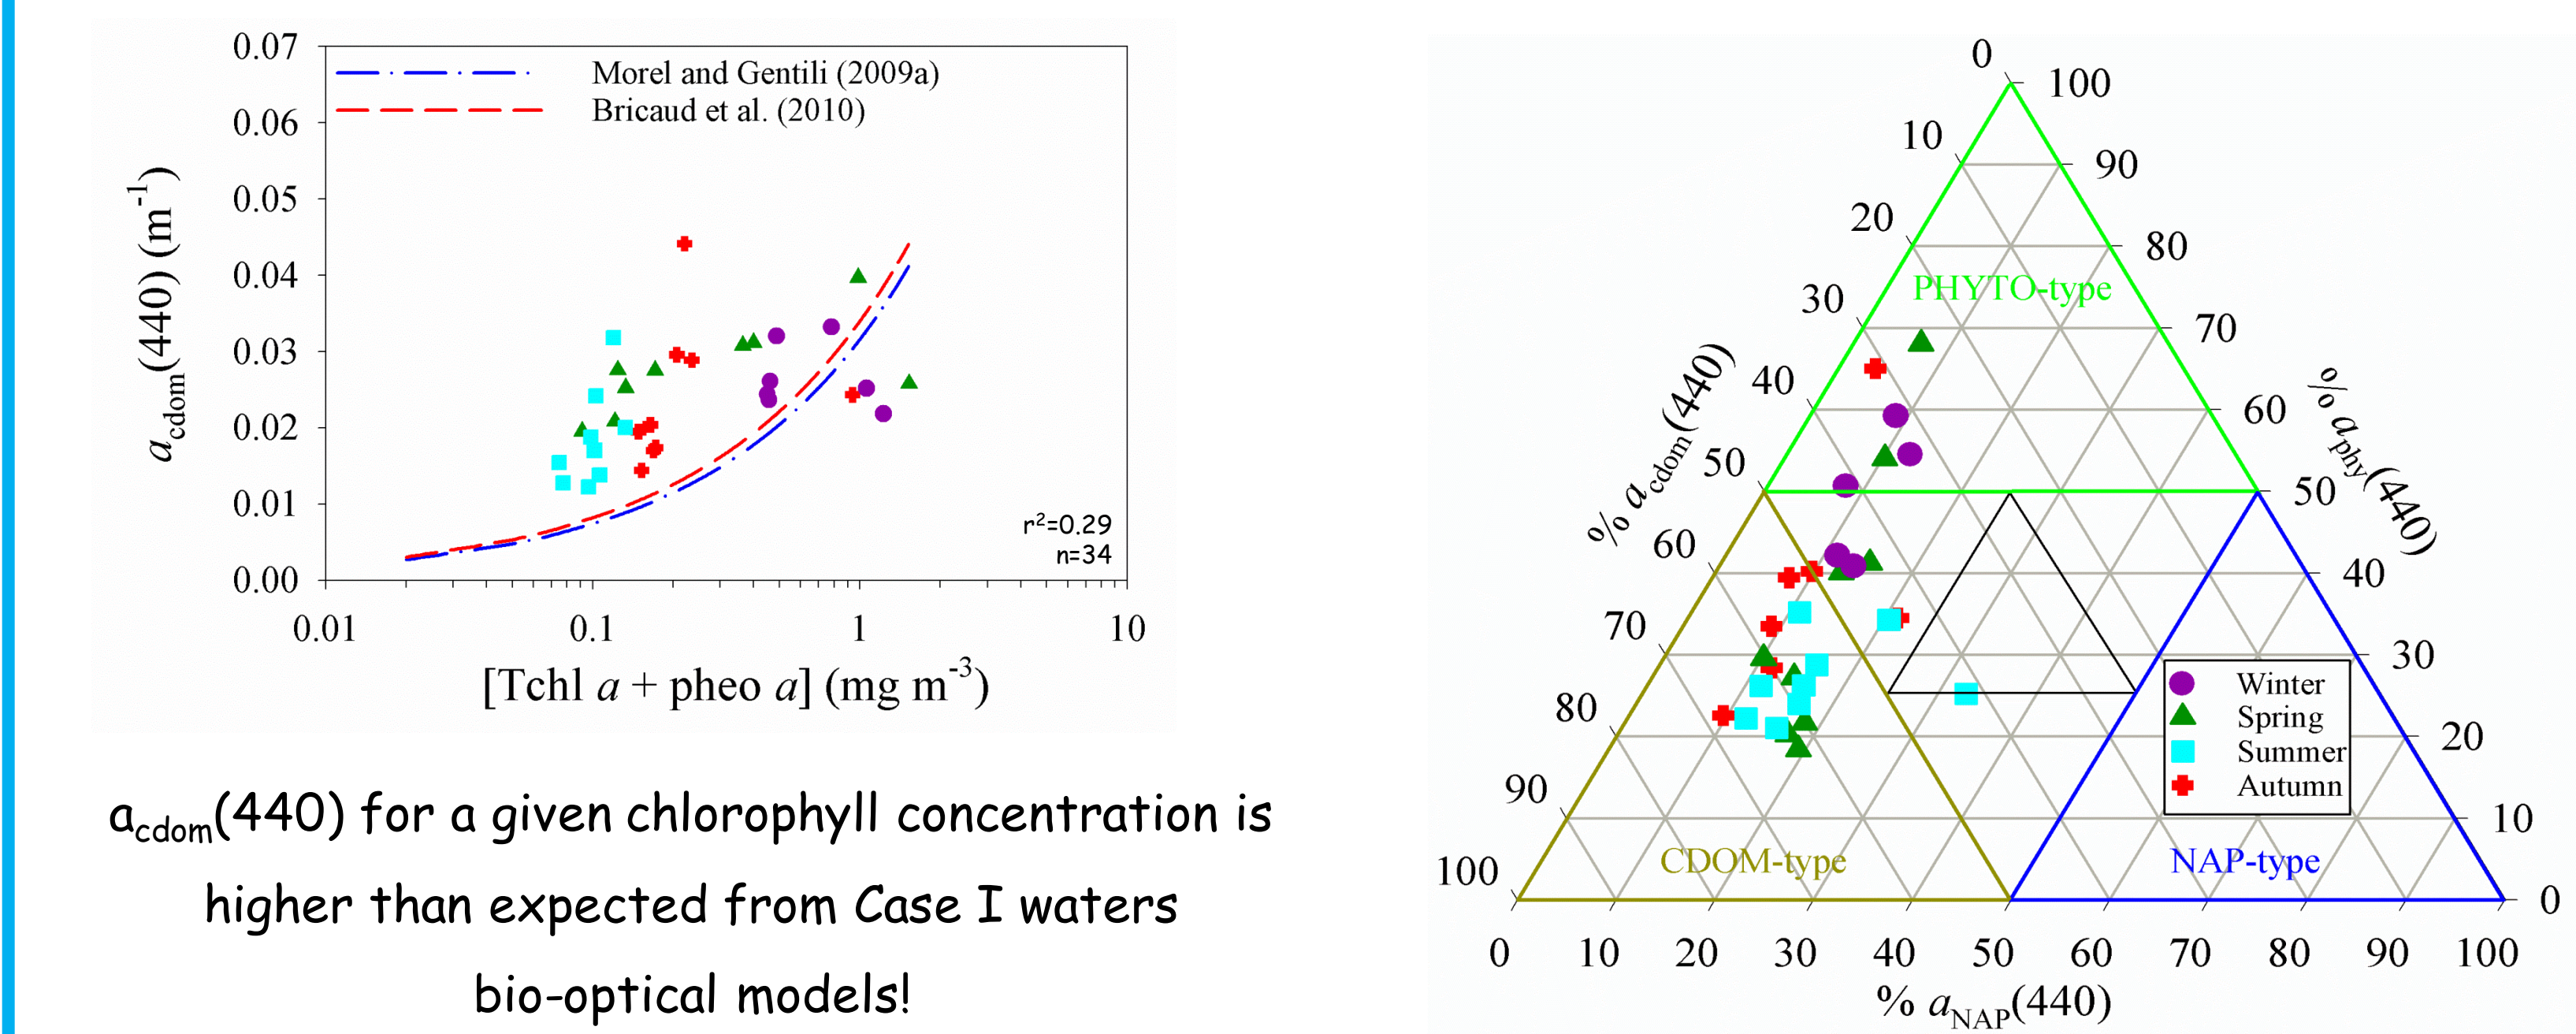 0.07
0.06
0.05
0.04
0.03
0.02
0.01
0.00
a_cdom(440) (m⁻¹)
Morel and Gentili (2009a)
Bricaud et al. (2010)
r²=0.29
n=34
0.01 0.1 1 10
[Tchl a + pheo a] (mg m⁻³)
a_cdom(440) for a given chlorophyll concentration is
higher than expected from Case I waters
bio-optical models!
0
10
20
30
40
50
60
70
80
90
100
% a_cdom(440)
100
90
80
70
60
50
40
30
20
10
0
% a_phy(440)
PHYTO-type
CDOM-type
NAP-type
Winter
Spring
Summer
Autumn
0 10 20 30 40 50 60 70 80 90 100
% a_NAP(440)